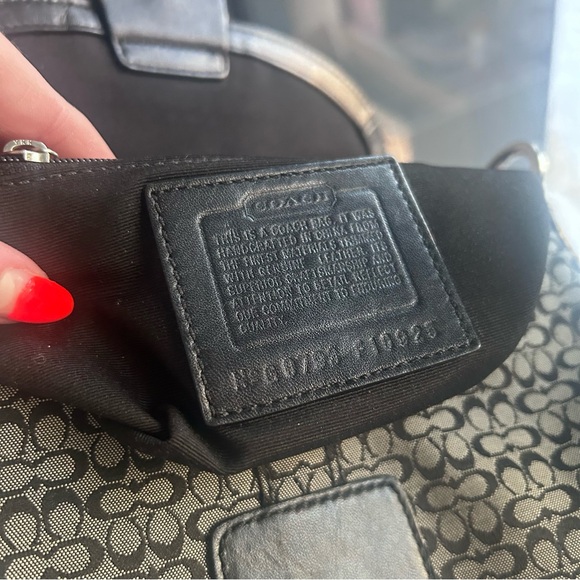 COACH
THIS IS A COACH BAG. IT WAS
HANDCRAFTED IN CHINA FROM
THE FINEST MATERIALS TRIMMED
WITH GENUINE LEATHER. ITS
SUPERIOR CRAFTSMANSHIP AND
ATTENTION TO DETAIL REFLECT
OUR COMMITMENT TO ENDURING
QUALITY.